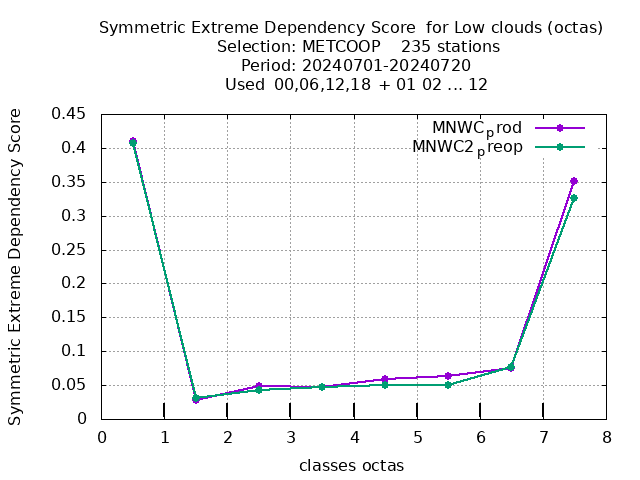 Symmetric Extreme Dependency Score  for Low clouds (octas)
Selection: METCOOP    235 stations
Period: 20240701-20240720
Used  00,06,12,18 + 01 02 ... 12
Symmetric Extreme Dependency Score
0.45
0.4
0.35
0.3
0.25
0.2
0.15
0.1
0.05
0
MNWCprod
MNWC2preop
0 1 2 3 4 5 6 7 8
classes octas